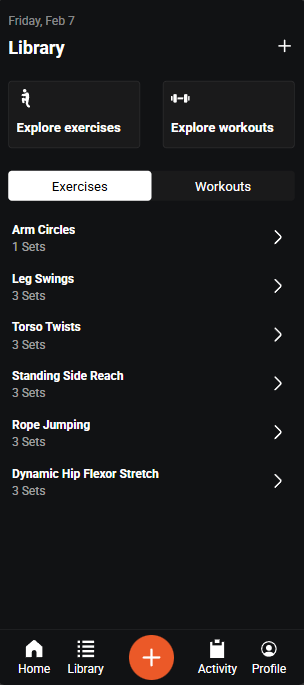 Friday, Feb 7
Library
Explore exercises
Explore workouts
Exercises
Workouts
Arm Circles
1 Sets
Leg Swings
3 Sets
Torso Twists
3 Sets
Standing Side Reach
3 Sets
Rope Jumping
3 Sets
Dynamic Hip Flexor Stretch
3 Sets
Home
Library
Activity
Profile